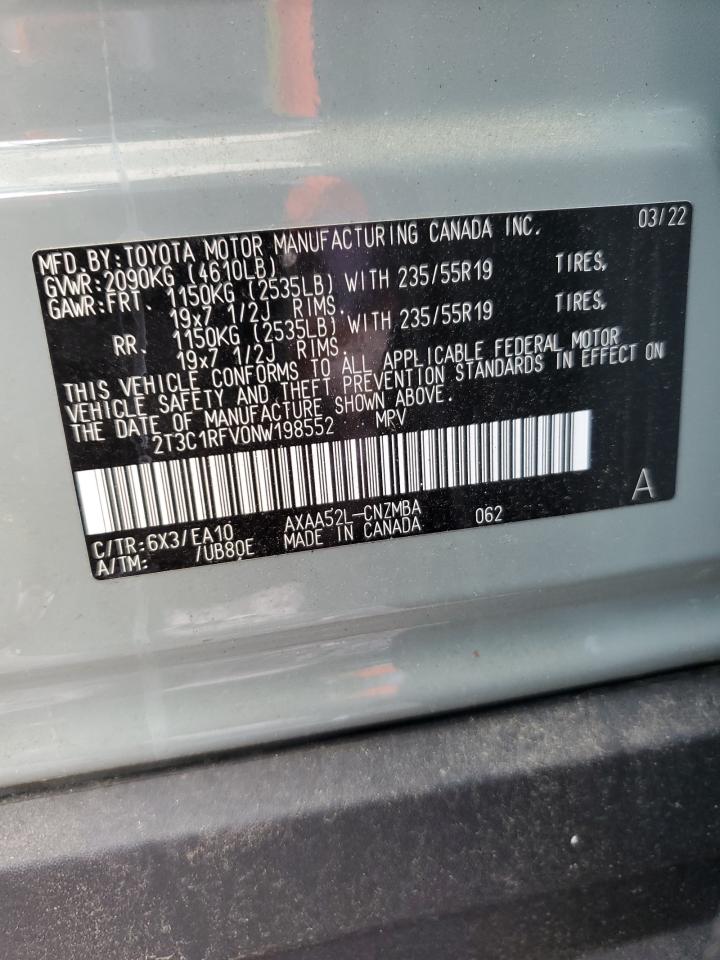 MFD.BY:TOYOTA MOTOR MANUFACTURING CANADA INC. 03/22
GVWR:2090KG (4610LB)
GAWR:FRT. 1150KG (2535LB) WITH 235/55R19 TIRES,
19x7 1/2J RIMS.
RR. 1150KG (2535LB) WITH 235/55R19 TIRES,
19x7 1/2J RIMS.
THIS VEHICLE CONFORMS TO ALL APPLICABLE FEDERAL MOTOR
VEHICLE SAFETY AND THEFT PREVENTION STANDARDS IN EFFECT ON
THE DATE OF MANUFACTURE SHOWN ABOVE.
2T3C1RFV0NW198552 MPV
C/TR:6X3/EA10 AXAA52L-CNZMBA 062 A
A/TM: /UB80E MADE IN CANADA